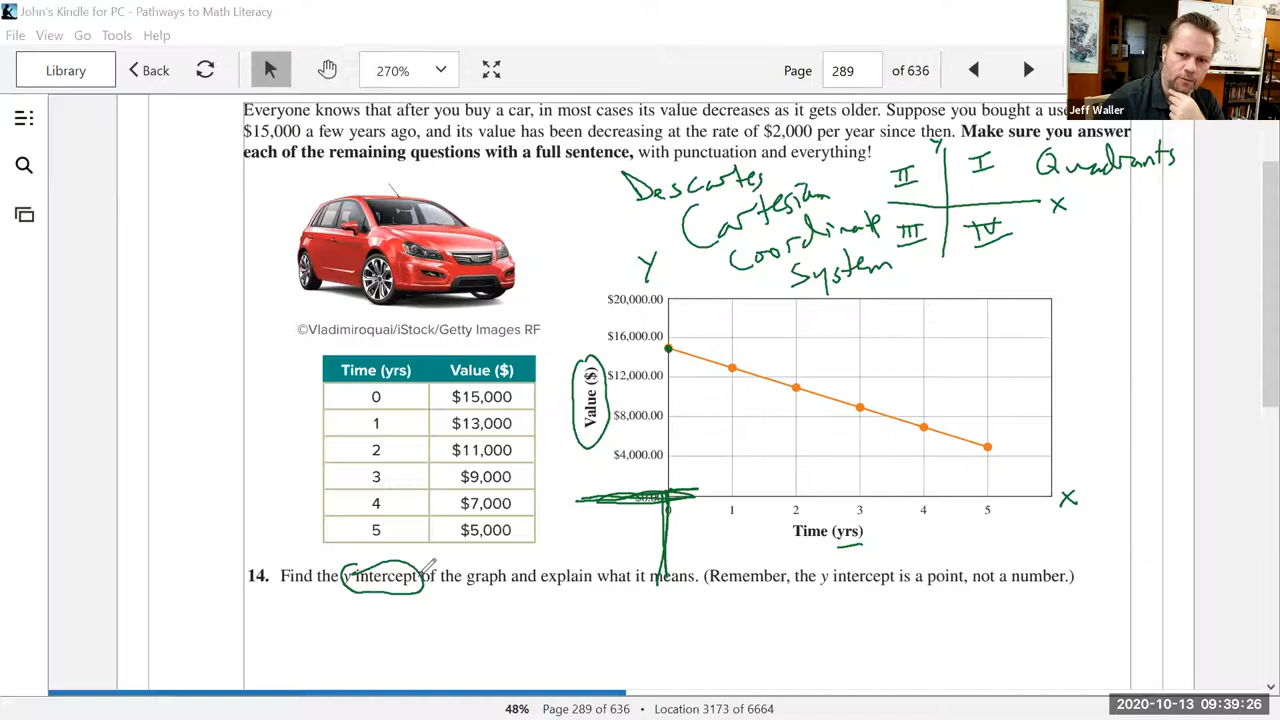 John's Kindle for PC - Pathways to Math Literacy
File View Go Tools Help
Library
Back
270%
Page 289 of 636
Jeff Waller
Everyone knows that after you buy a car, in most cases its value decreases as it gets older. Suppose you bought a
$15,000 a few years ago, and its value has been decreasing at the rate of $2,000 per year since then. Make sure you answer
each of the remaining questions with a full sentence, with punctuation and everything!
Descartes
Cartesian
Coordinate
System
y
II I
Quadrants
x
III IV
Y
©Vladimiroquai/iStock/Getty Images RF
Time (yrs) Value ($)
0 $15,000
1 $13,000
2 $11,000
3 $9,000
4 $7,000
5 $5,000
$20,000.00
$16,000.00
$12,000.00
$8,000.00
$4,000.00
Value ($)
0 1 2 3 4 5
X
Time (yrs)
14. Find the y intercept of the graph and explain what it means. (Remember, the y intercept is a point, not a number.)
48% Page 289 of 636 • Location 3173 of 6664
2020-10-13 09:39:26